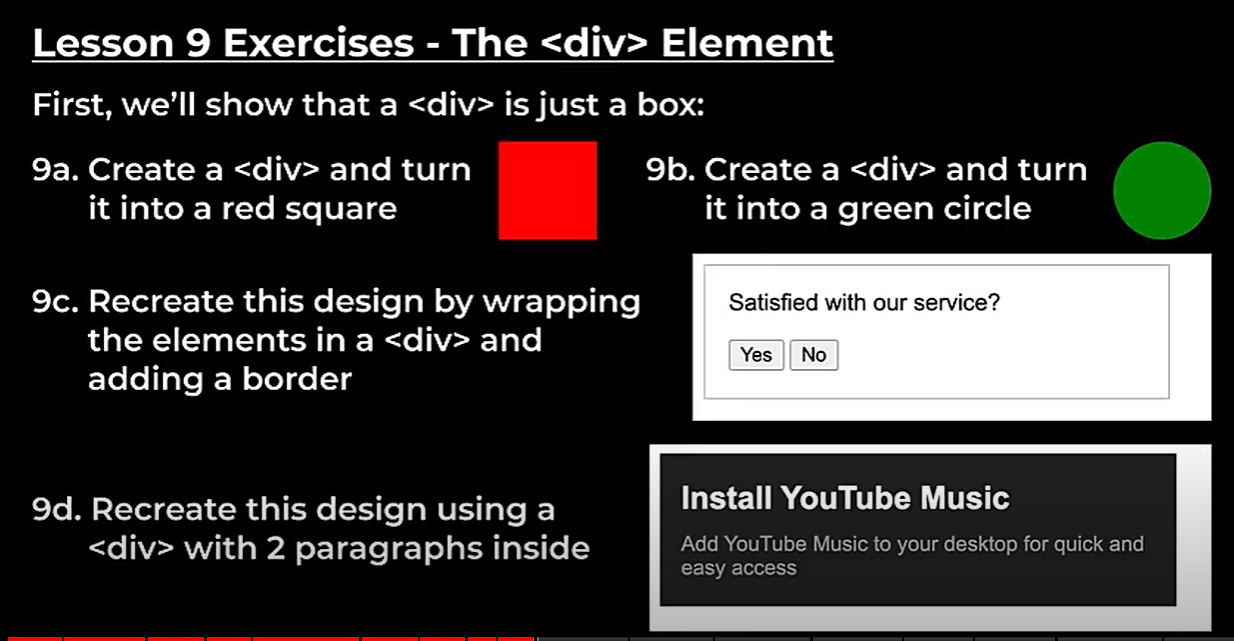 Lesson 9 Exercises - The <div> Element
First, we’ll show that a <div> is just a box:
9a. Create a <div> and turn
it into a red square
9b. Create a <div> and turn
it into a green circle
9c. Recreate this design by wrapping
the elements in a <div> and
adding a border
Satisfied with our service?
Yes No
9d. Recreate this design using a
<div> with 2 paragraphs inside
Install YouTube Music
Add YouTube Music to your desktop for quick and
easy access